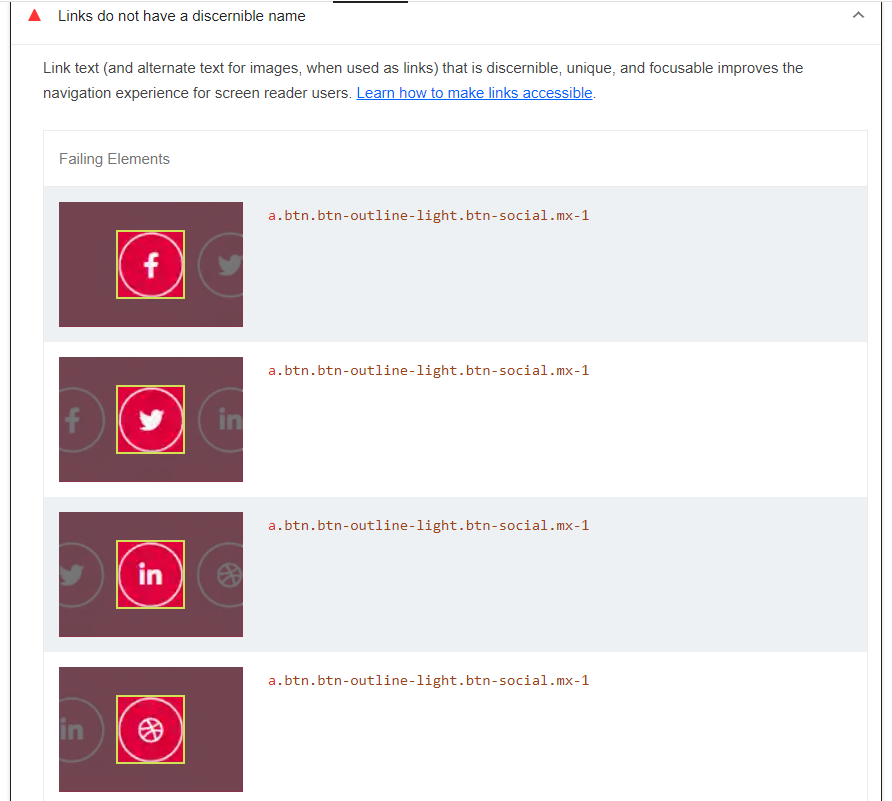 Links do not have a discernible name
Link text (and alternate text for images, when used as links) that is discernible, unique, and focusable improves the
navigation experience for screen reader users. Learn how to make links accessible.
Failing Elements
a.btn.btn-outline-light.btn-social.mx-1
f
a.btn.btn-outline-light.btn-social.mx-1
f
in
a.btn.btn-outline-light.btn-social.mx-1
in
a.btn.btn-outline-light.btn-social.mx-1
in